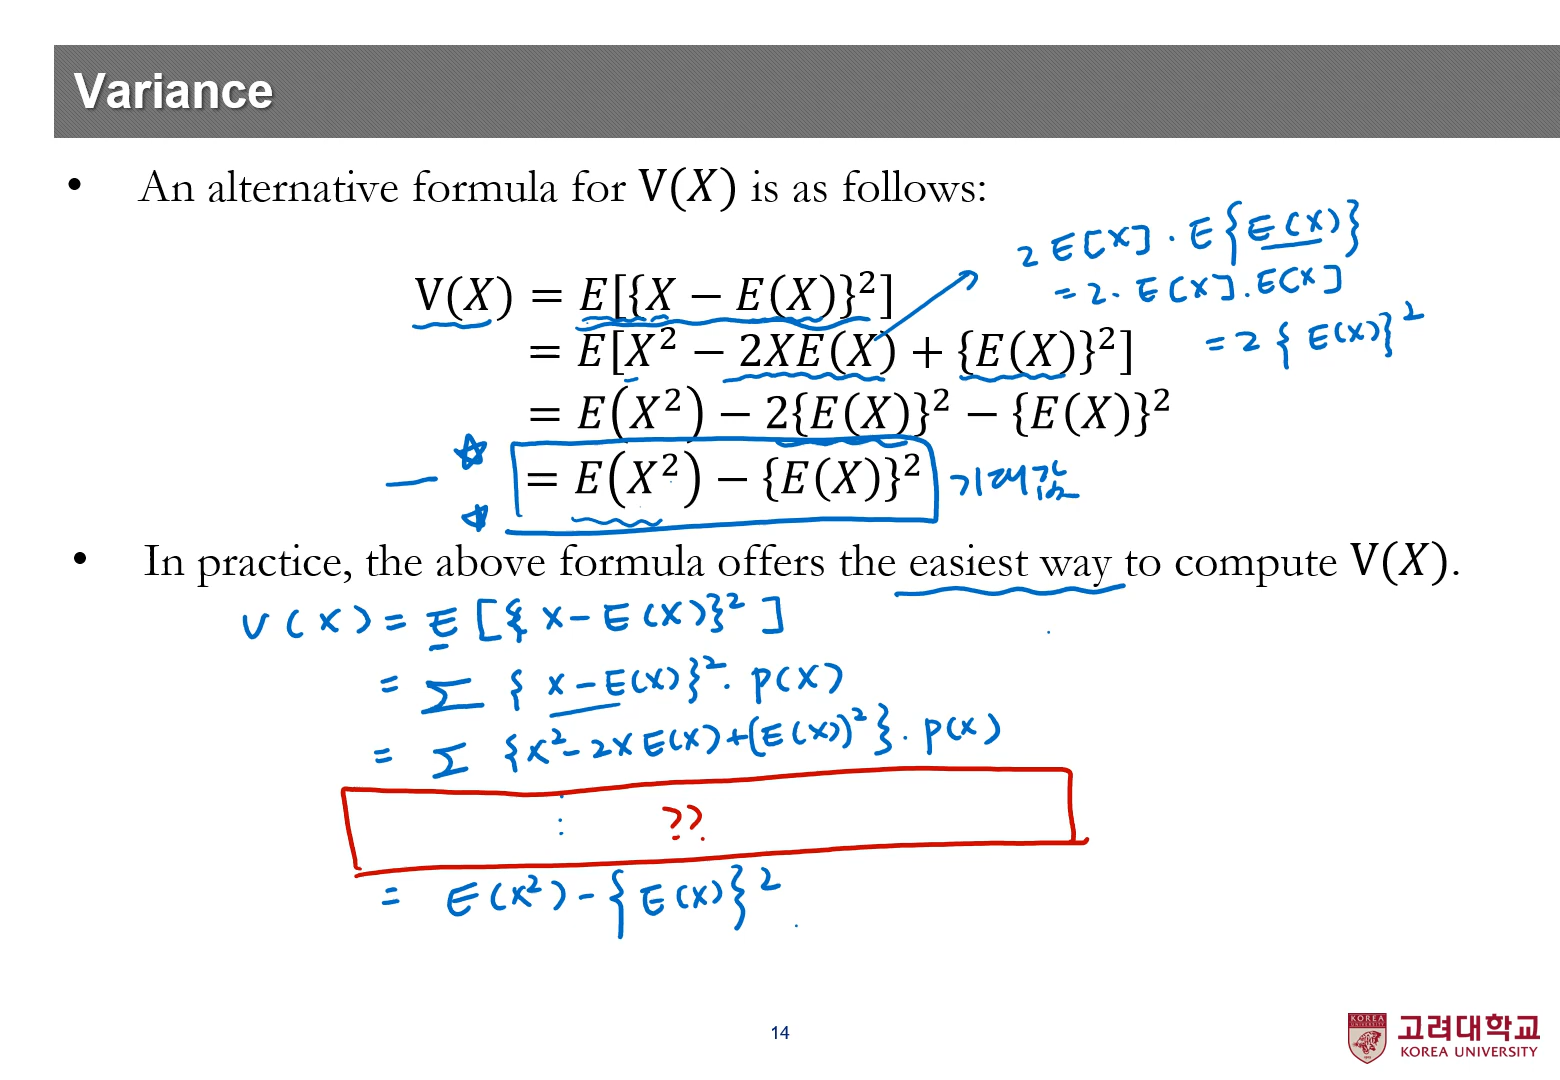 Variance
• An alternative formula for V(X) is as follows:
2 E[X] · E{E(X)}
= 2 · E[X] . E[X]
= 2 {E(X)}²
V(X) = E[{X − E(X)}²]
= E[X² − 2XE(X) + {E(X)}²]
= E(X²) − 2{E(X)}² − {E(X)}²
= E(X²) − {E(X)}² 기대값
• In practice, the above formula offers the easiest way to compute V(X).
V(X) = E[{X − E(X)}²]
= Σ {x − E(X)}² · P(X)
= Σ {x² − 2x E(X) + (E(X))²} · P(X)
⋮ ??
= E(X²) − {E(X)}²
14
KOREA
고려대학교
KOREA UNIVERSITY